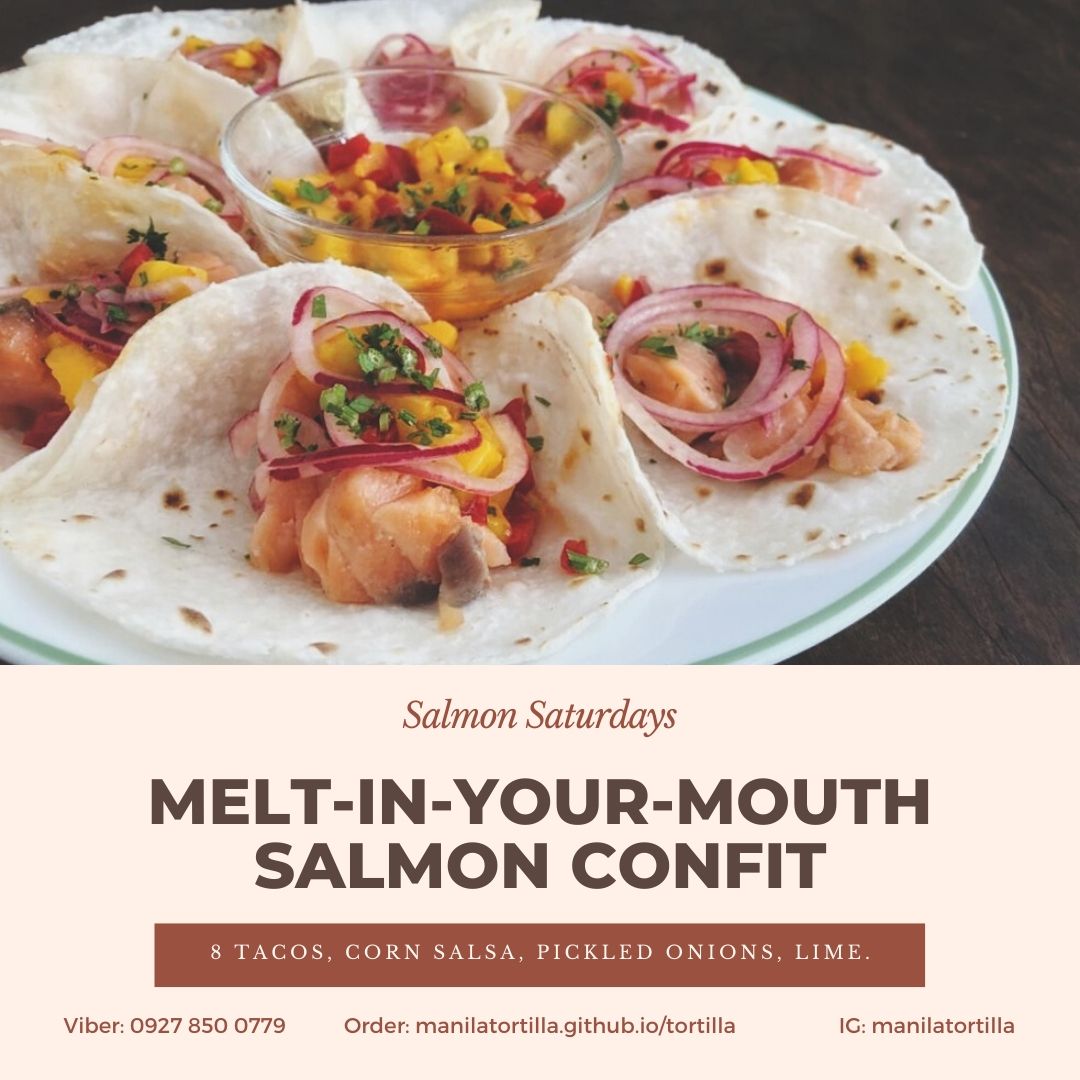 Salmon Saturdays
MELT-IN-YOUR-MOUTH
SALMON CONFIT
8 TACOS, CORN SALSA, PICKLED ONIONS, LIME.
Viber: 0927 850 0779 Order: manilatortilla.github.io/tortilla IG: manilatortilla